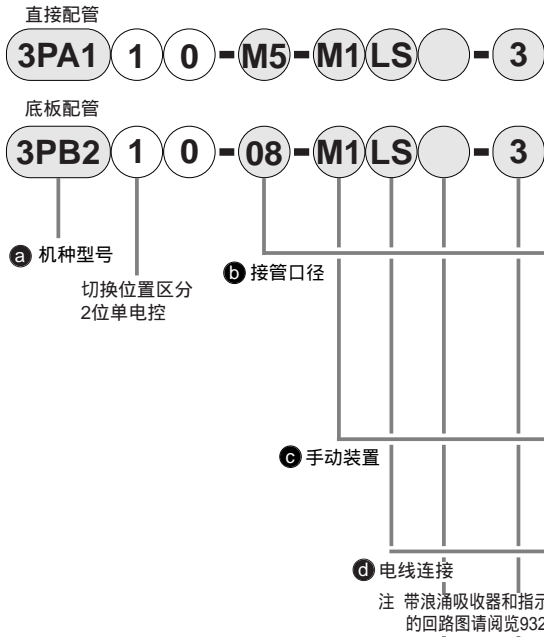 直接配管
3PA1 1 0 - M5 - M1 LS - 3
底板配管
3PB2 1 0 - 08 - M1 LS - 3
a 机种型号
切换位置区分
2位单电控
b 接管口径
c 手动装置
d 电线连接
注 带浪涌吸收器和指示
的回路图请阅览932